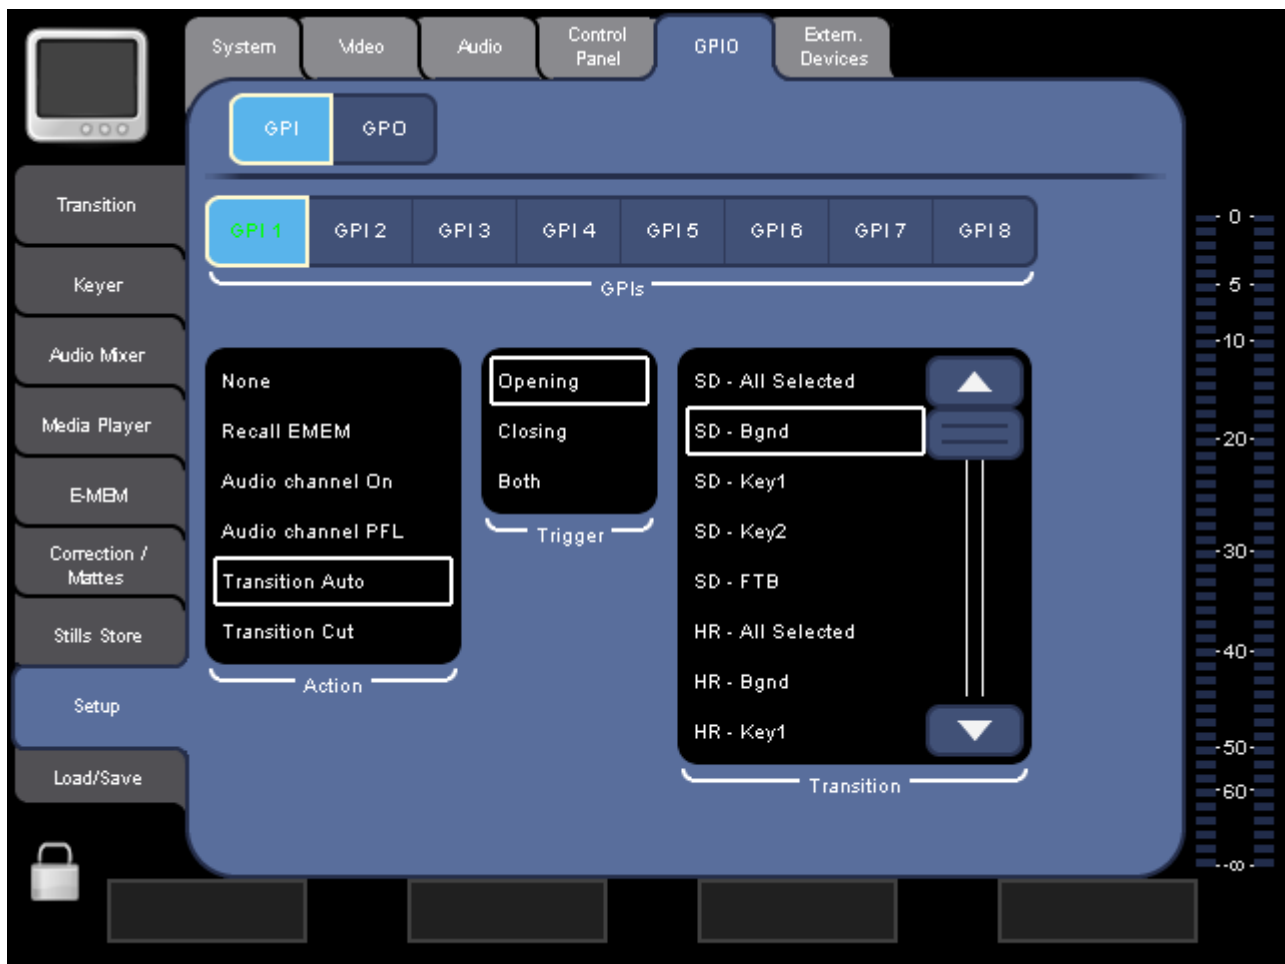 System
Video
Audio
Control
Panel
GPIO
Extern.
Devices
GPI
GPO
Transition
Keyer
Audio Mixer
Media Player
E-MEM
Correction /
Mattes
Stills Store
Setup
Load/Save
GPI 1
GPI 2
GPI 3
GPI 4
GPI 5
GPI 6
GPI 7
GPI 8
GPIs
None
Recall EMEM
Audio channel On
Audio channel PFL
Transition Auto
Transition Cut
Action
Opening
Closing
Both
Trigger
SD - All Selected
SD - Bgnd
SD - Key1
SD - Key2
SD - FTB
HR - All Selected
HR - Bgnd
HR - Key1
Transition
- 0 -
- 5 -
-10-
-20-
-30-
-40-
-50-
-60-
--∞-